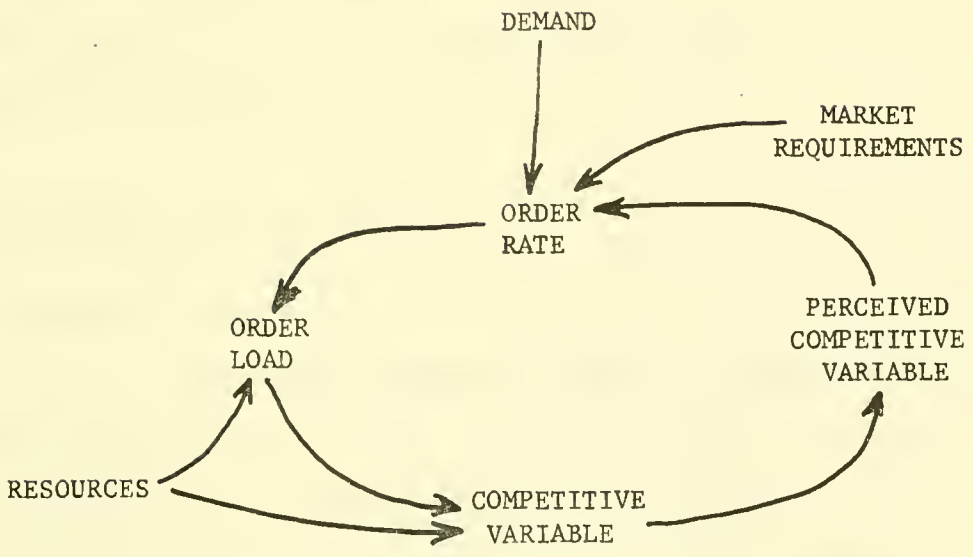 DEMAND
MARKET
REQUIREMENTS
ORDER
RATE
PERCEIVED
COMPETITIVE
VARIABLE
ORDER
LOAD
RESOURCES
COMPETITIVE
VARIABLE